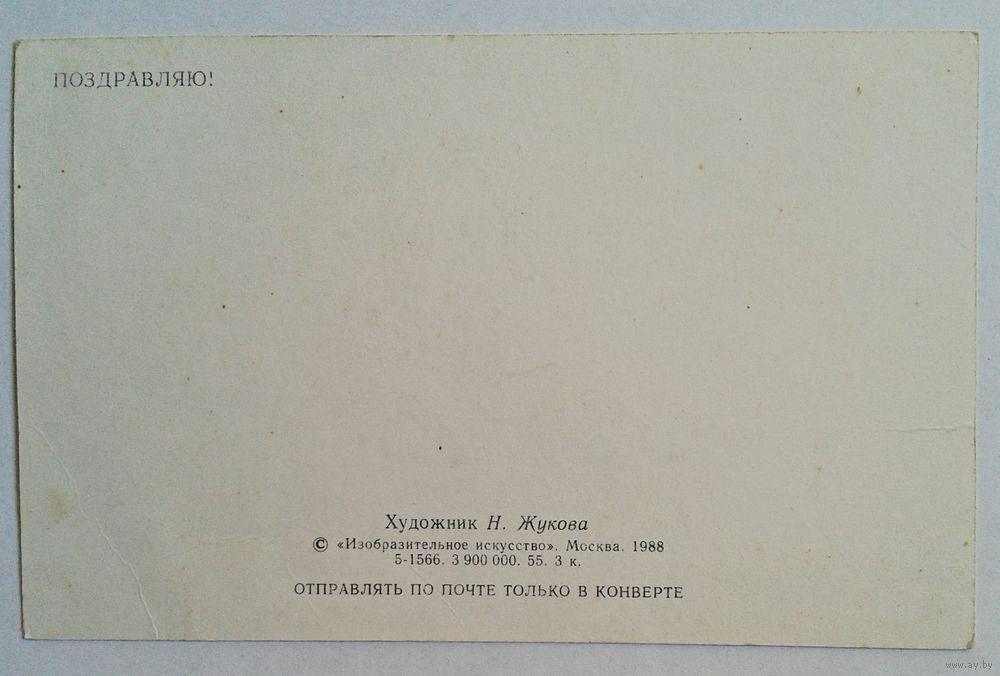 ПОЗДРАВЛЯЮ!
Художник Н. Жукова
© «Изобразительное искусство». Москва. 1988
5-1566. 3 900 000. 55. 3 к.
ОТПРАВЛЯТЬ ПО ПОЧТЕ ТОЛЬКО В КОНВЕРТЕ
www.ay.by